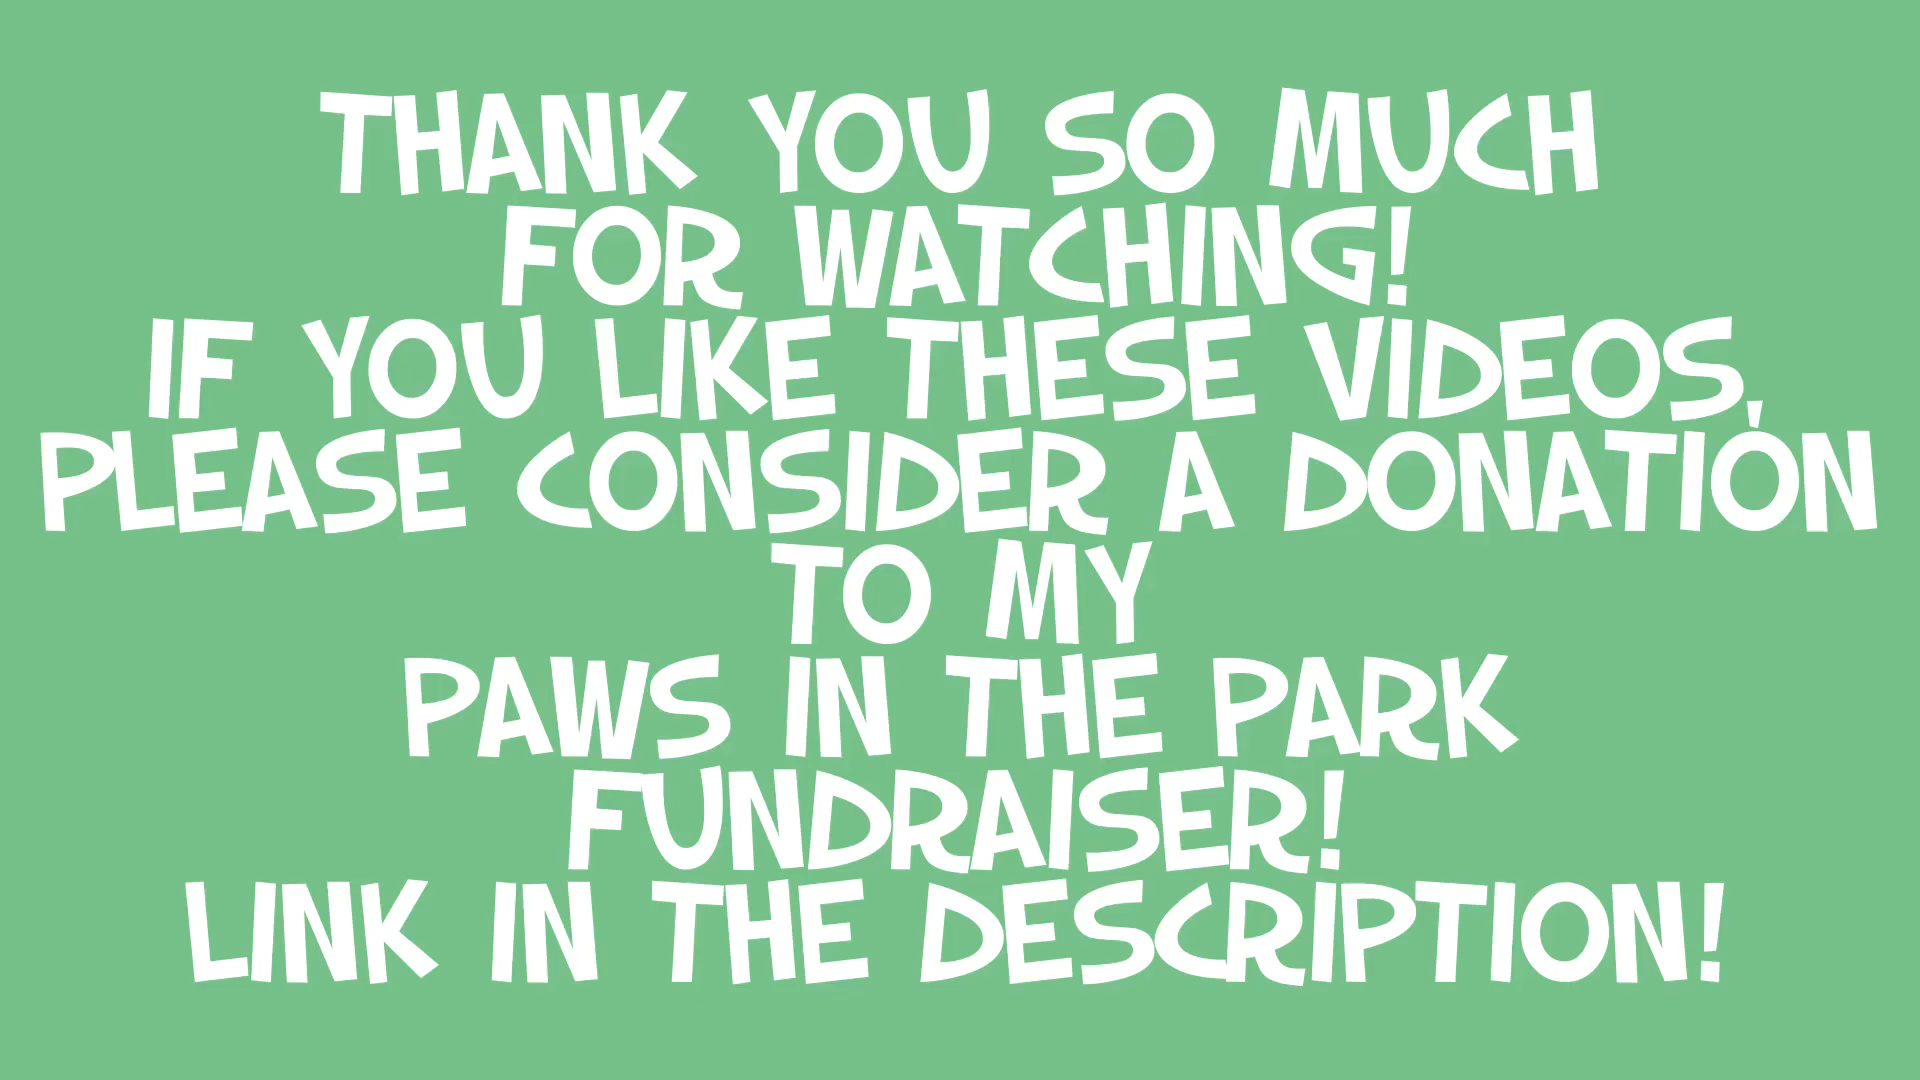 THANK YOU SO MUCH
FOR WATCHING!
IF YOU LIKE THESE VIDEOS,
PLEASE CONSIDER A DONATION
TO MY
PAWS IN THE PARK
FUNDRAISER!
LINK IN THE DESCRIPTION!